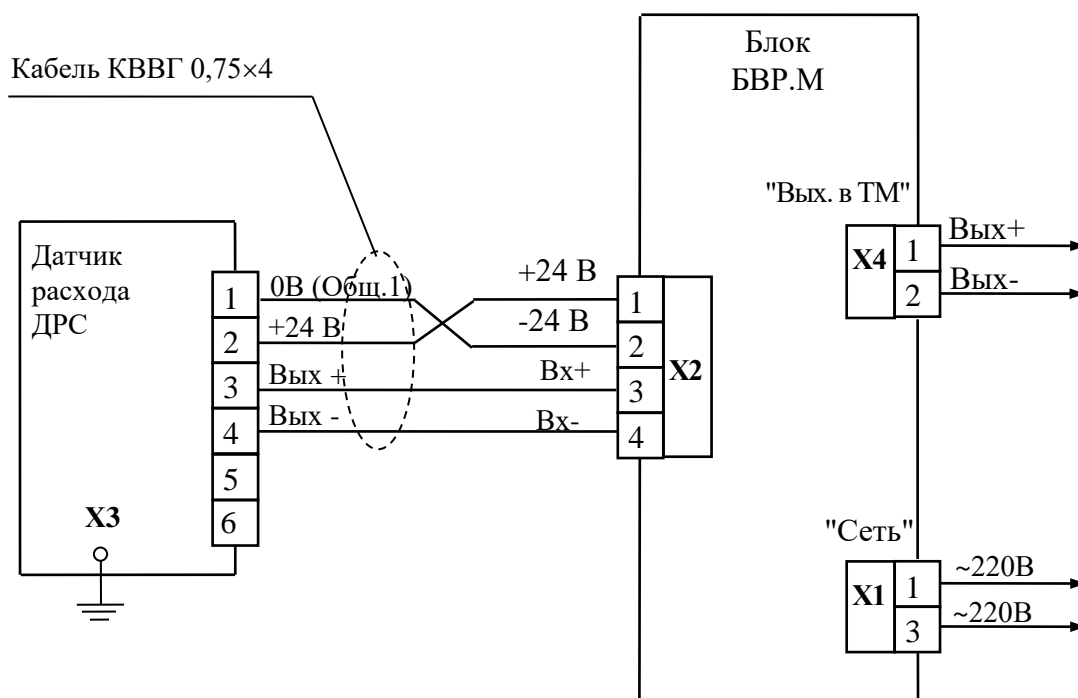 Блок
БВР.М
Кабель КВВГ 0,75×4
"Вых. в ТМ"
Датчик
расхода
ДРС
1
2
3
4
5
6
0В (Общ.1)
+24 В
Вых +
Вых -
+24 В
-24 В
Вх+
Вх-
1
2
3
4
X2
X4
1
2
Вых+
Вых-
X3
"Сеть"
X1
1
3
~220В
~220В